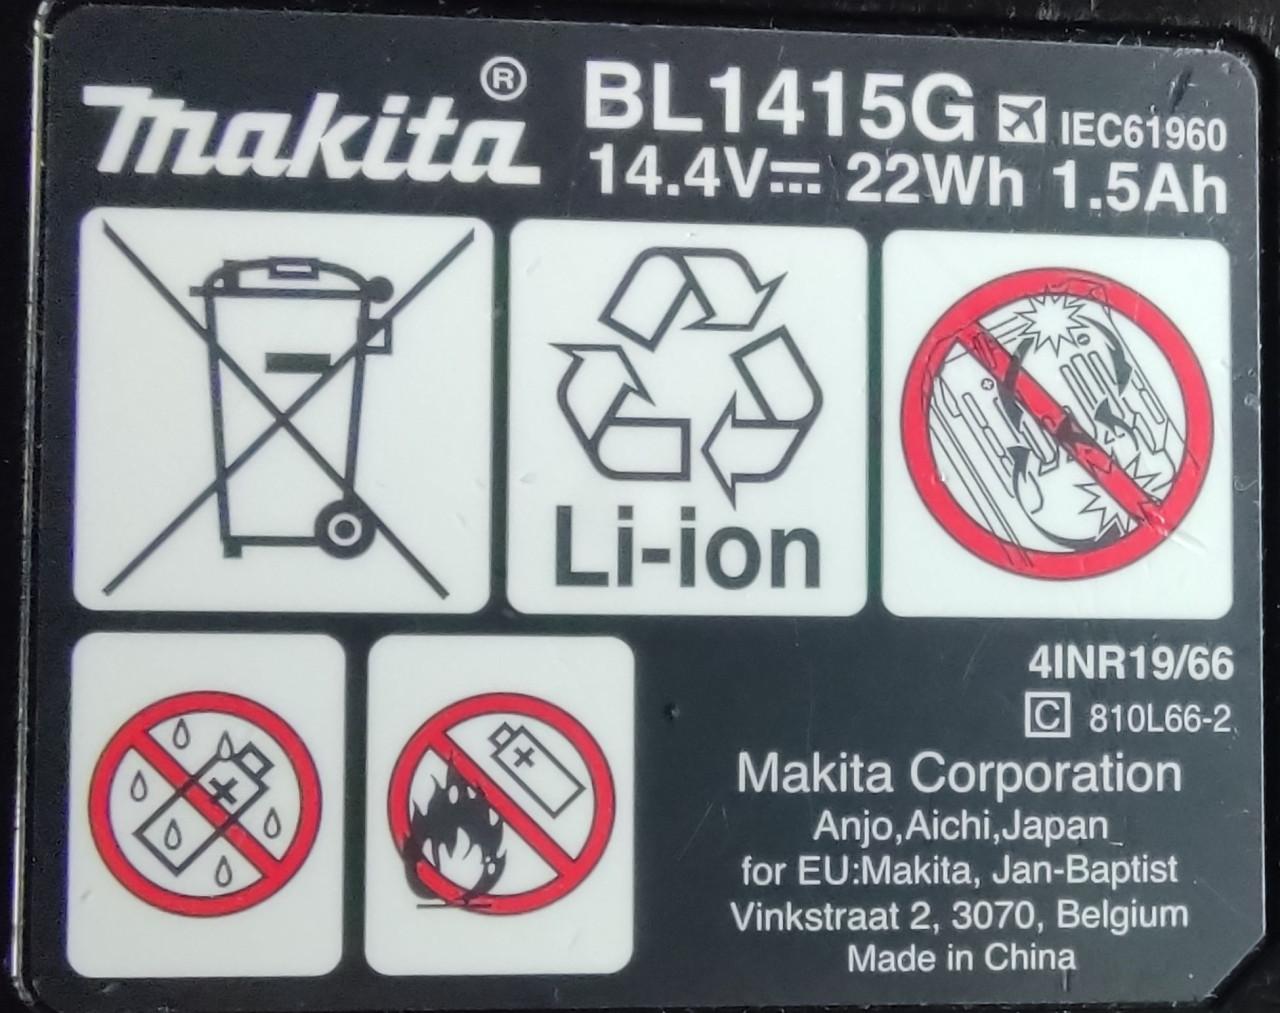 makita®
BL1415G IEC61960
14.4V⎓ 22Wh 1.5Ah
Li-ion
4INR19/66
C 810L66-2
Makita Corporation
Anjo,Aichi,Japan
for EU:Makita, Jan-Baptist
Vinkstraat 2, 3070, Belgium
Made in China